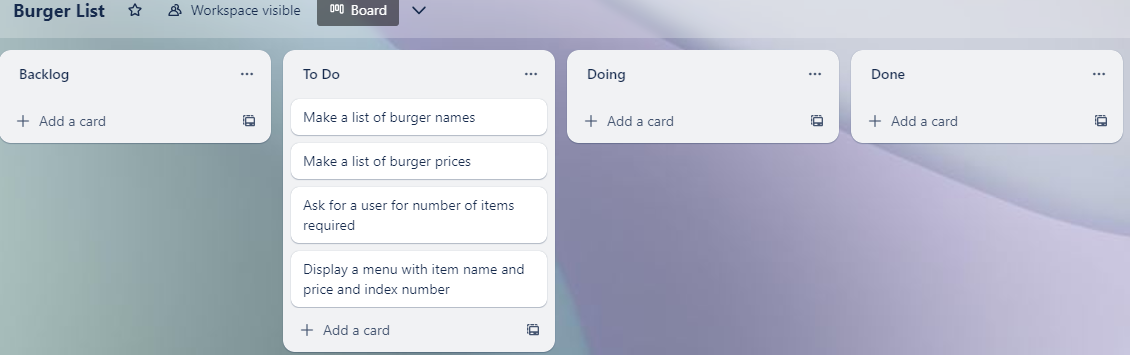 Burger List
Workspace visible
Board
Backlog
Add a card
To Do
Make a list of burger names
Make a list of burger prices
Ask for a user for number of items
required
Display a menu with item name and
price and index number
Add a card
Doing
Add a card
Done
Add a card